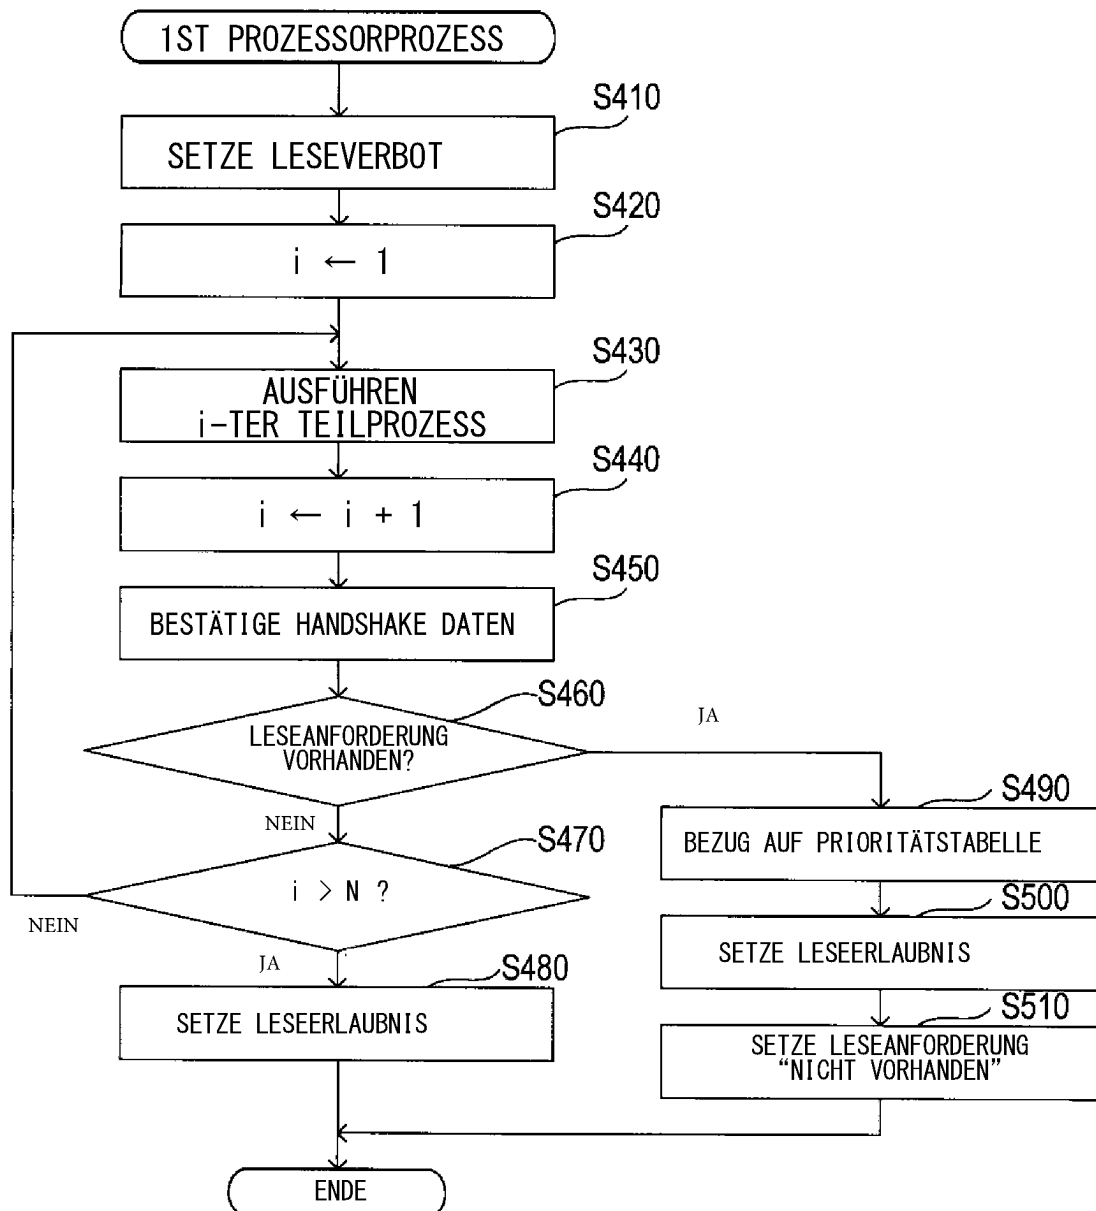 1ST PROZESSORPROZESS
S410
SETZE LESEVERBOT
S420
i ← 1
S430
AUSFÜHREN
i-TER TEILPROZESS
S440
i ← i + 1
S450
BESTÄTIGE HANDSHAKE DATEN
S460
LESEANFORDERUNG
VORHANDEN?
JA
NEIN
S490
BEZUG AUF PRIORITÄTSTABELLE
S470
i > N ?
NEIN
JA
S500
SETZE LESEERLAUBNIS
S480
SETZE LESEERLAUBNIS
S510
SETZE LESEANFORDERUNG
“NICHT VORHANDEN”
ENDE